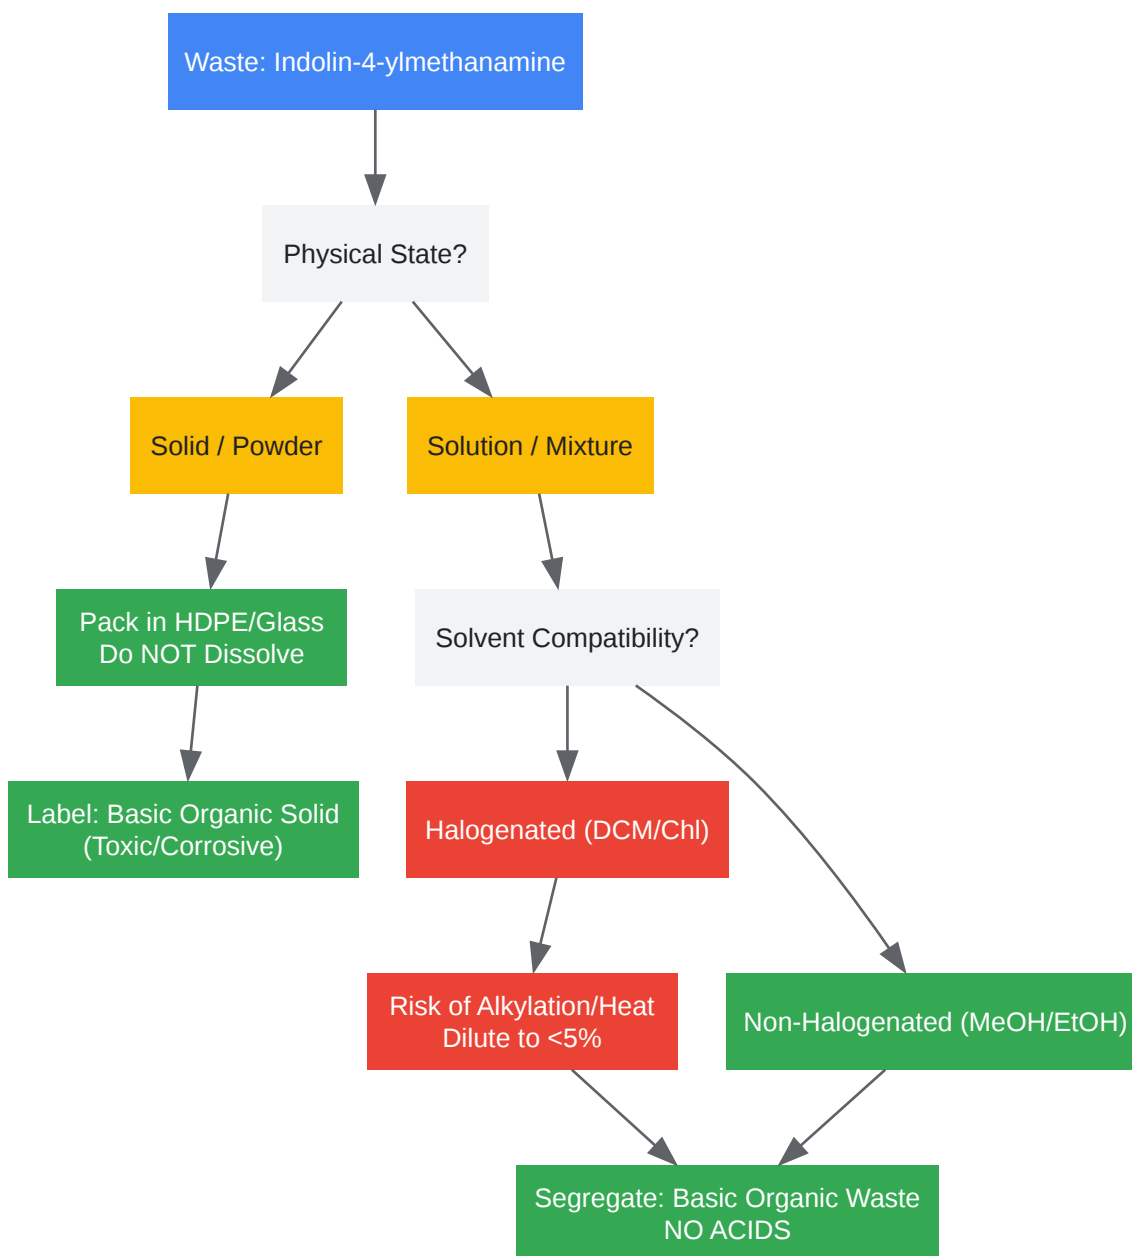 Waste: Indolin-4-ylmethanamine
Physical State?
Solid / Powder
Solution / Mixture
Pack in HDPE/Glass
Do NOT Dissolve
Solvent Compatibility?
Label: Basic Organic Solid
(Toxic/Corrosive)
Halogenated (DCM/Chl)
Risk of Alkylation/Heat
Dilute to <5%
Non-Halogenated (MeOH/EtOH)
Segregate: Basic Organic Waste
NO ACIDS